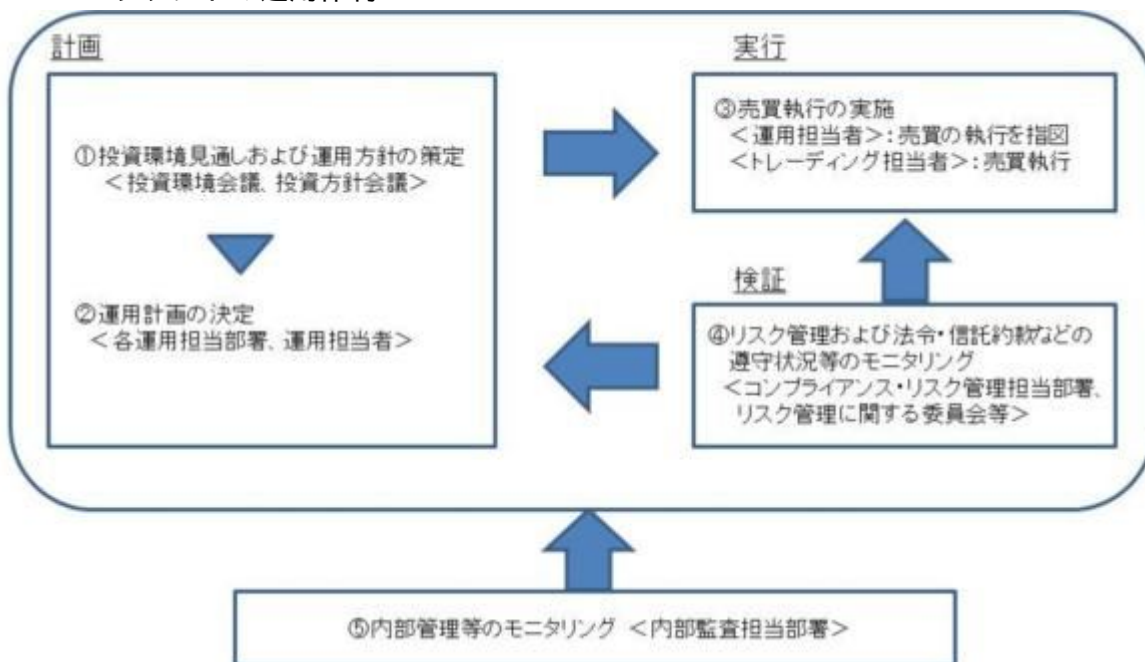 計画
①投資環境見通しおよび運用方針の策定
<投資環境会議、投資方針会議>
②運用計画の決定
<各運用担当部署、運用担当者>
実行
③売買執行の実施
<運用担当者>:売買の執行を指図
<トレーディング担当者>:売買執行
検証
④リスク管理および法令・信託約款などの
遵守状況等のモニタリング
<コンプライアンス・リスク管理担当部署、
リスク管理に関する委員会等>
⑤内部管理等のモニタリング <内部監査担当部署>